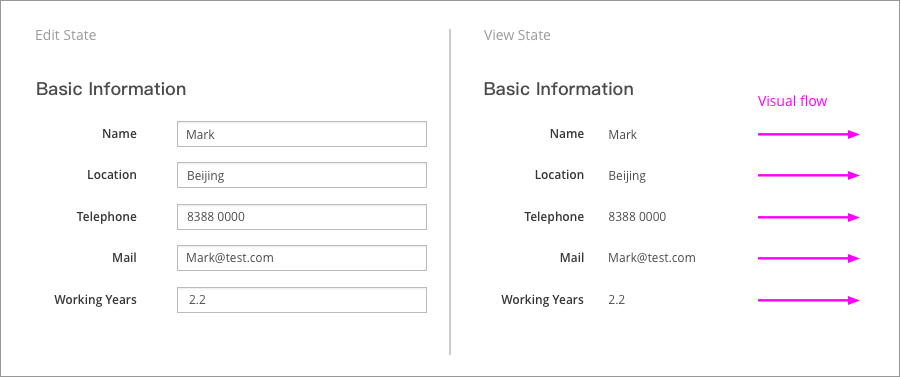 Edit State
Basic Information
Name Mark
Location Beijing
Telephone 8388 0000
Mail Mark@test.com
Working Years 2.2
View State
Basic Information
Visual flow
Name Mark
Location Beijing
Telephone 8388 0000
Mail Mark@test.com
Working Years 2.2